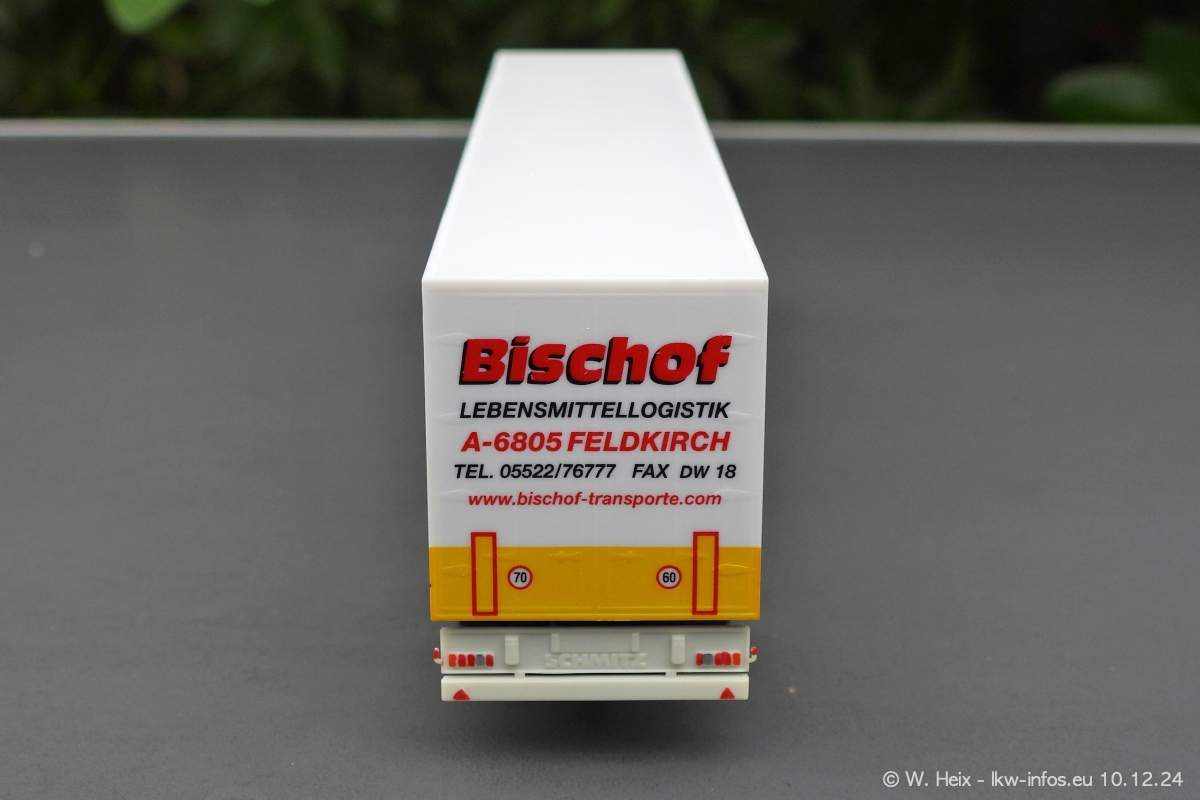 Bischof
LEBENSMITTELLOGISTIK
A-6805 FELDKIRCH
TEL. 05522/76777 FAX DW 18
www.bischof-transporte.com
70 60
SCHMITZ
© W. Heix - lkw-infos.eu 10.12.24